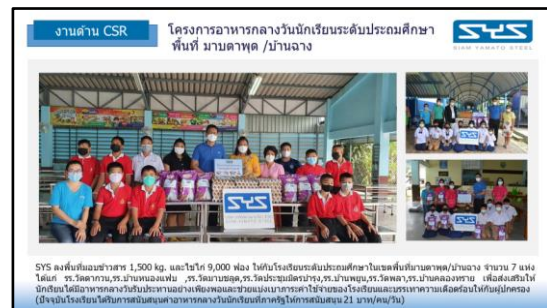 งานด้าน CSR
โครงการอาหารกลางวันนักเรียนระดับประถมศึกษา
พื้นที่ มาบตาพุด /บ้านฉาง
SYS
SIAM YAMATO STEEL
SYS
SYS ลงพื้นที่มอบข้าวสาร 1,500 kg. และไข่ไก่ 9,000 ฟอง ให้กับโรงเรียนระดับประถมศึกษาในเขตพื้นที่มาบตาพุด/บ้านฉาง จำนวน 7 แห่ง
ได้แก่ รร.วัดตากวน,รร.บ้านหนองแฟบ ,รร.วัดมาบชลูด,รร.วัดประชุมมิตรบำรุง,รร.บ้านพยูน,รร.วัดพลา,รร.บ้านคลองทราย เพื่อส่งเสริมให้
นักเรียนได้มีอาหารกลางวันรับประทานอย่างเพียงพอและช่วยแบ่งเบาภาระค่าใช้จ่ายของโรงเรียนและบรรเทาความเดือดร้อนให้กับผู้ปกครอง
(ปัจจุบันโรงเรียนได้รับการสนับสนุนค่าอาหารกลางวันนักเรียนที่ภาครัฐให้การสนับสนุน 21 บาท/คน/วัน)